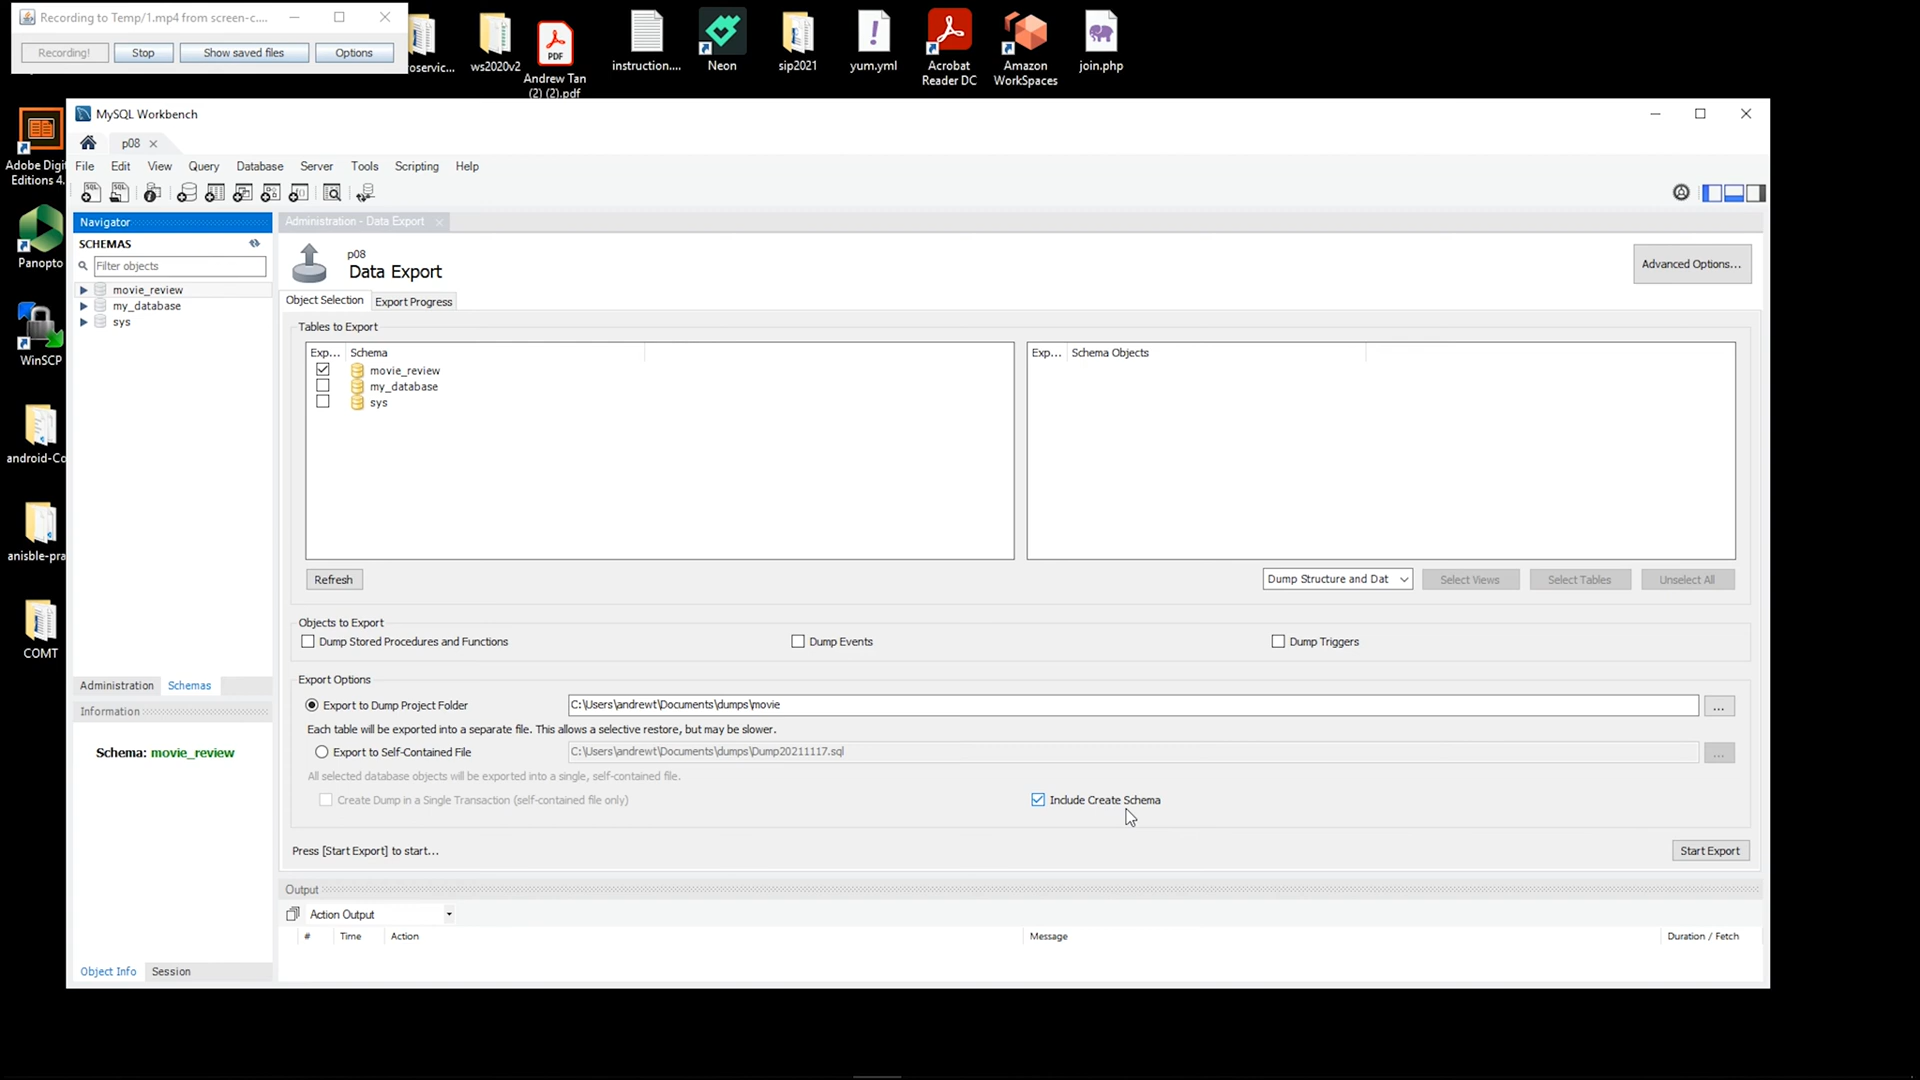 Recording to Temp/1.mp4 from screen-c....
Recording!
Stop
Show saved files
Options
oservic...
ws2020v2
Andrew Tan
(2) (2).pdf
PDF
instruction....
Neon
sip2021
yum.yml
Acrobat
Reader DC
Amazon
WorkSpaces
join.php
Adobe Digi
Editions 4.
Panopto
WinSCP
android-Co
anisble-pra
COMT
MySQL Workbench
p08
File
Edit
View
Query
Database
Server
Tools
Scripting
Help
Navigator
SCHEMAS
Filter objects
movie_review
my_database
sys
Administration
Schemas
Information
Schema: movie_review
Object Info
Session
Administration - Data Export
p08
Data Export
Advanced Options...
Object Selection
Export Progress
Tables to Export
Exp...
Schema
movie_review
my_database
sys
Exp...
Schema Objects
Refresh
Dump Structure and Dat
Select Views
Select Tables
Unselect All
Objects to Export
Dump Stored Procedures and Functions
Dump Events
Dump Triggers
Export Options
Export to Dump Project Folder
C:\Users\andrewt\Documents\dumps\movie
...
Each table will be exported into a separate file. This allows a selective restore, but may be slower.
Export to Self-Contained File
C:\Users\andrewt\Documents\dumps\Dump20211117.sql
...
All selected database objects will be exported into a single, self-contained file.
Create Dump in a Single Transaction (self-contained file only)
Include Create Schema
Press [Start Export] to start...
Start Export
Output
Action Output
#
Time
Action
Message
Duration / Fetch